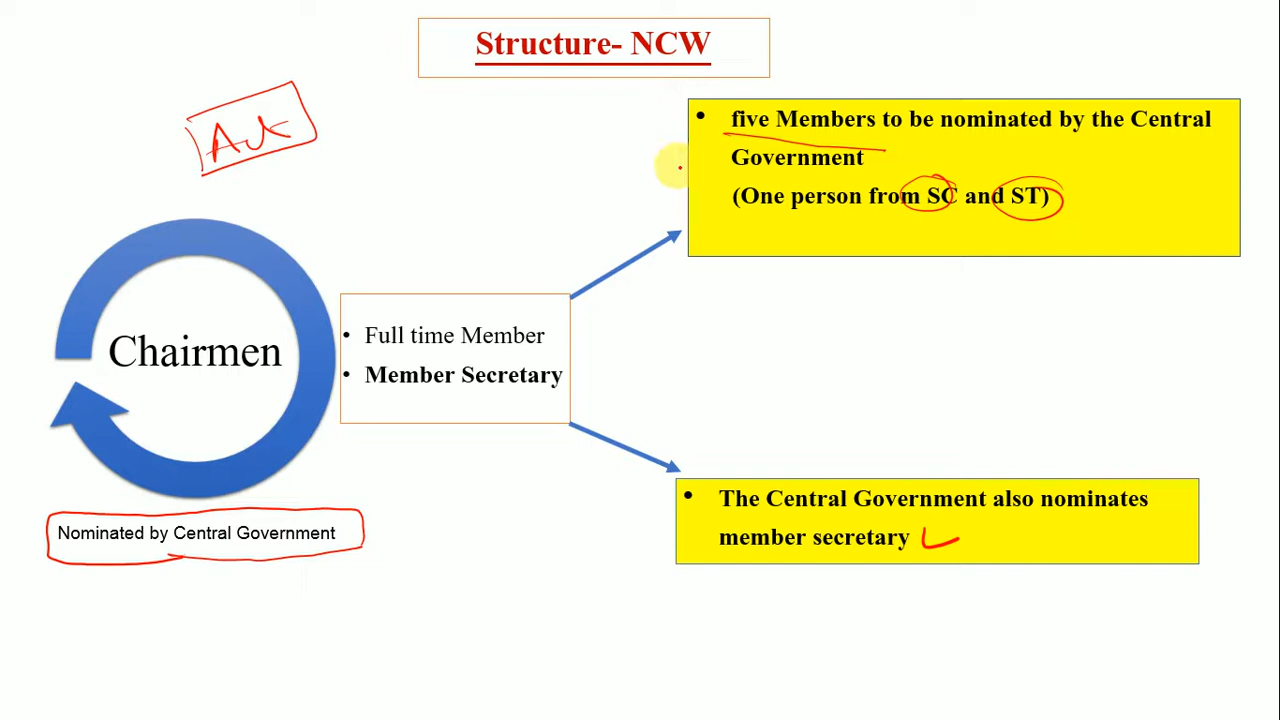 Structure- NCW
• five Members to be nominated by the Central
Government
(One person from SC and ST)
Chairmen
• Full time Member
• Member Secretary
• The Central Government also nominates
member secretary
Nominated by Central Government